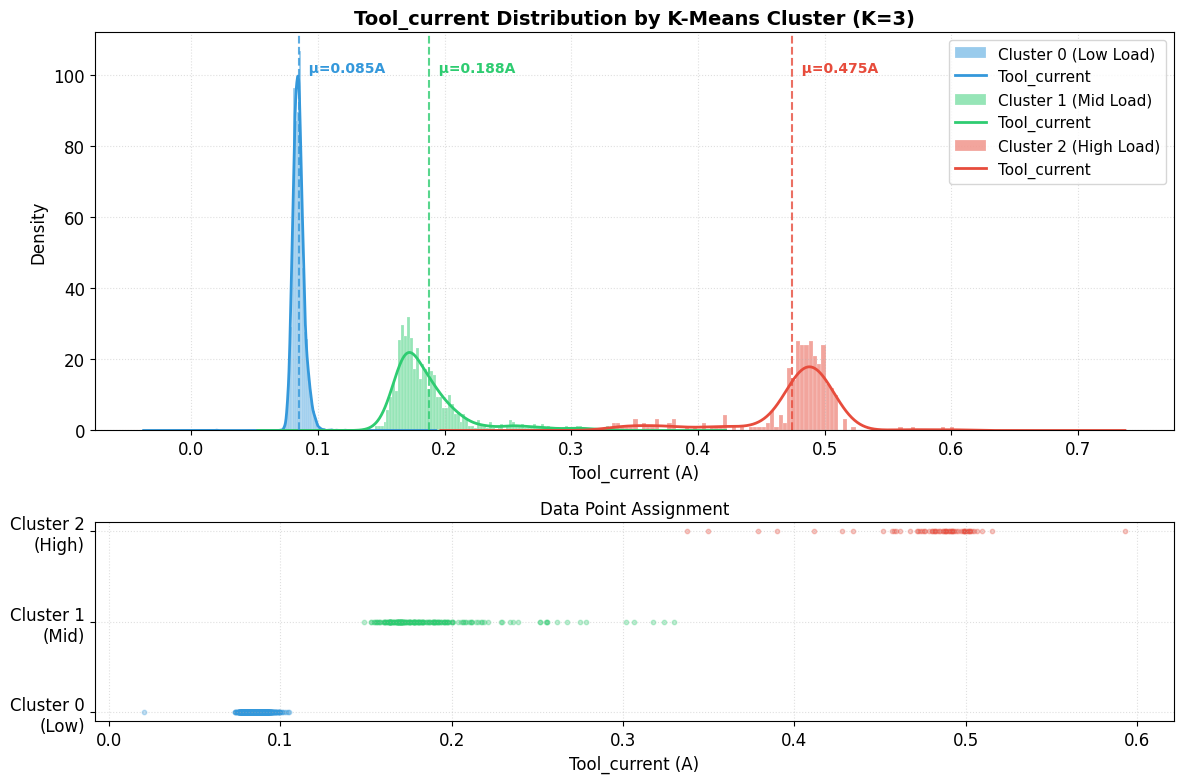 Tool_current Distribution by K-Means Cluster (K=3)
μ=0.085A
μ=0.188A
μ=0.475A
Cluster 0 (Low Load)
Tool_current
Cluster 1 (Mid Load)
Tool_current
Cluster 2 (High Load)
Tool_current
Density
100
80
60
40
20
0
0.0 0.1 0.2 0.3 0.4 0.5 0.6 0.7
Tool_current (A)
Data Point Assignment
Cluster 2
(High)
Cluster 1
(Mid)
Cluster 0
(Low)
0.0 0.1 0.2 0.3 0.4 0.5 0.6
Tool_current (A)